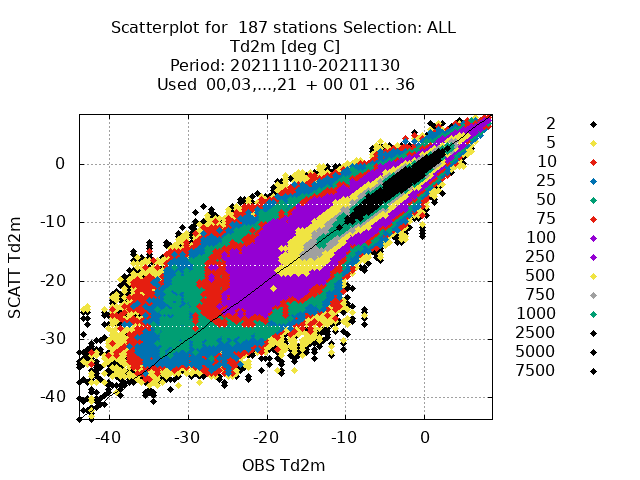 Scatterplot for  187 stations Selection: ALL
Td2m [deg C]
Period: 20211110-20211130
Used  00,03,...,21  + 00 01 ... 36
SCATT Td2m
0
-10
-20
-30
-40
-40 -30 -20 -10 0
OBS Td2m
2
5
10
25
50
75
100
250
500
750
1000
2500
5000
7500